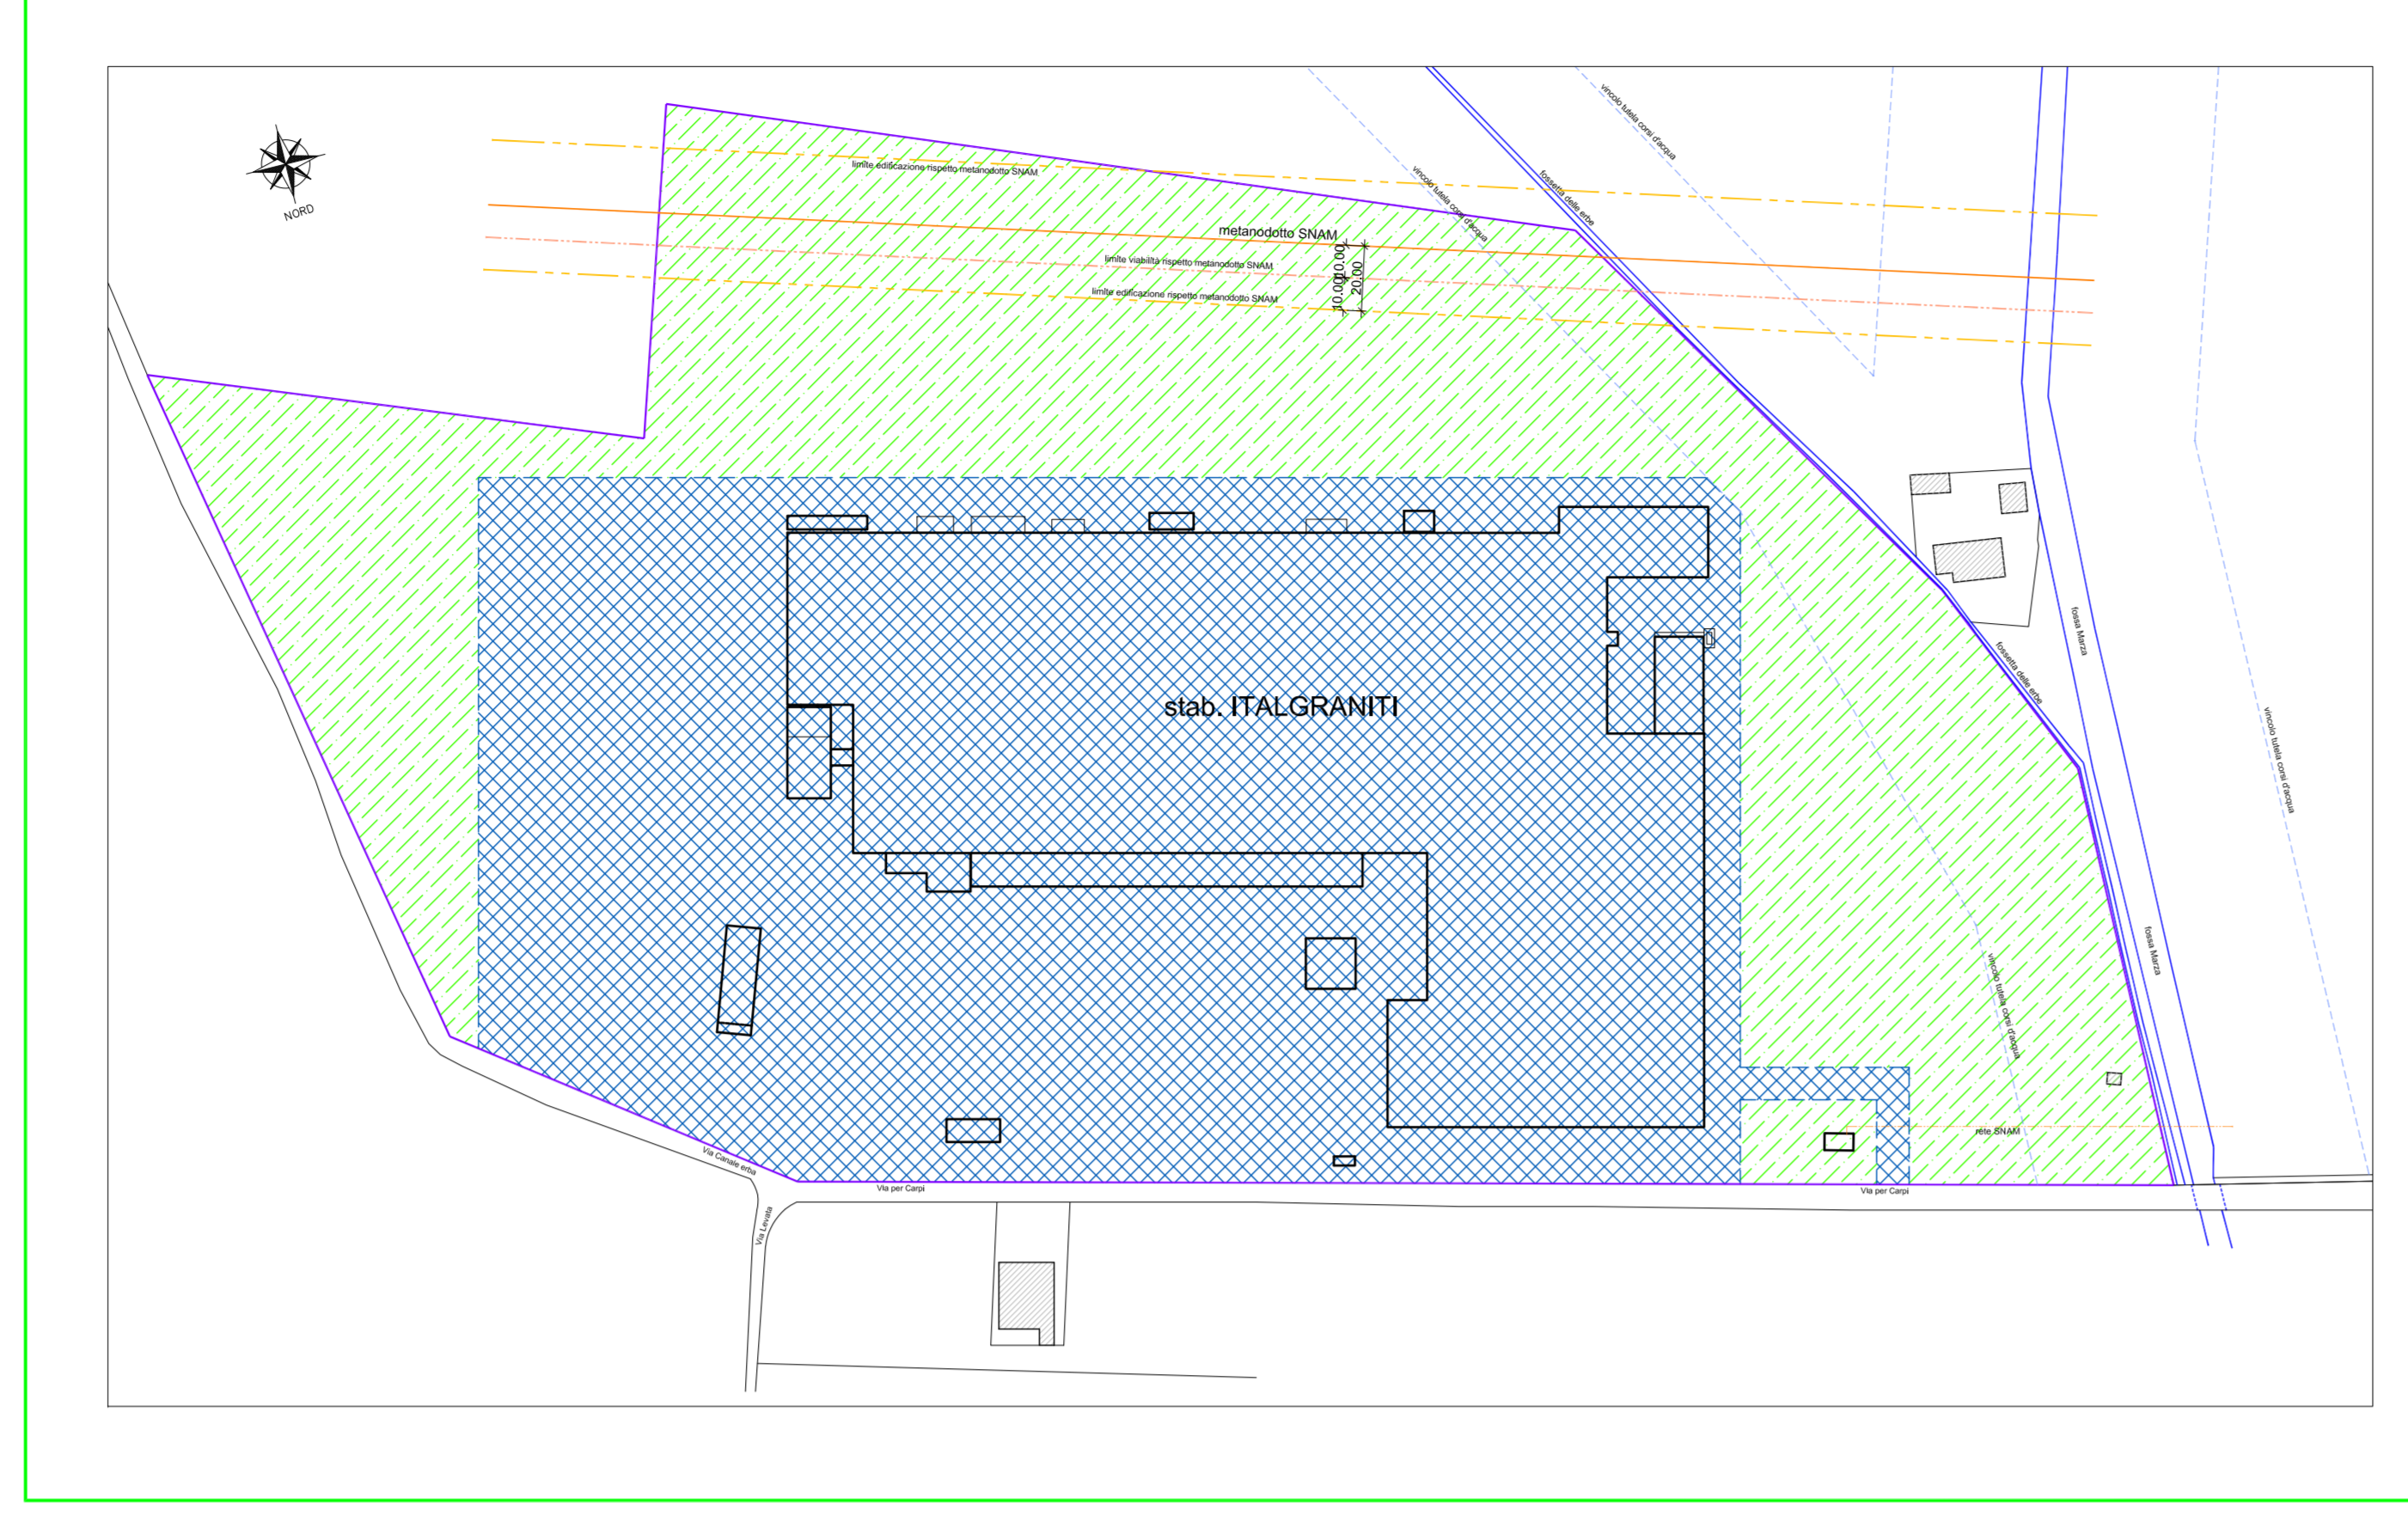 vincolo tutela corsi d'acqua
limite edificazione rispetto metanodotto SNAM
vincolo tutela corsi d'acqua
fossetta delle erbe
NORD
metanodotto SNAM
10.00
20.00
10.00
limite viabilità rispetto metanodotto SNAM
limite edificazione rispetto metanodotto SNAM
fossa Marza
fossetta delle erbe
stab. ITALGRANITI
vincolo tutela corsi d'acqua
fossa Marza
vincolo tutela corsi d'acqua
rete SNAM
Via Canale erba
Via per Carpi
Via per Carpi
Via Levata